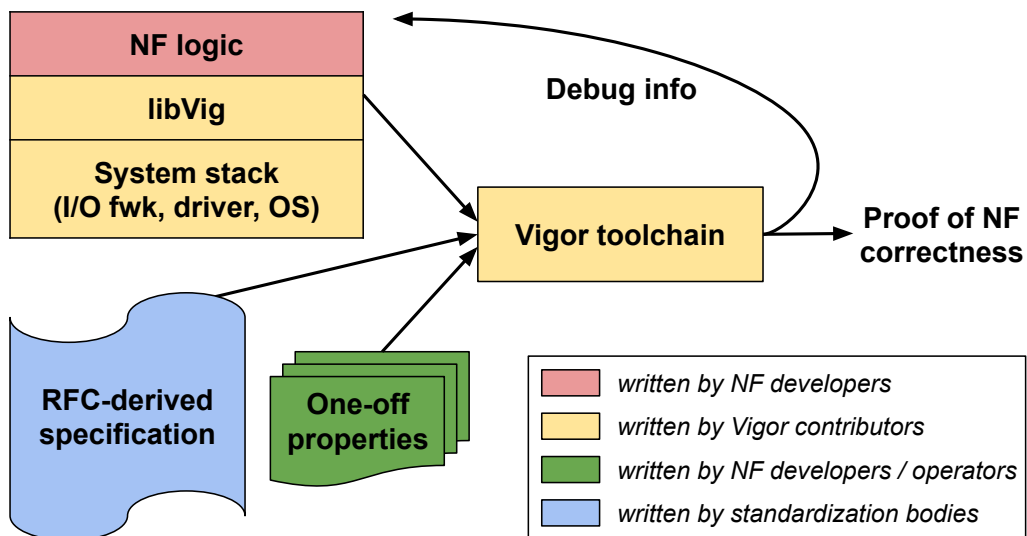 NF logic
libVig
System stack
(I/O fwk, driver, OS)
Debug info
Vigor toolchain
Proof of NF
correctness
RFC-derived
specification
One-off
properties
written by NF developers
written by Vigor contributors
written by NF developers / operators
written by standardization bodies